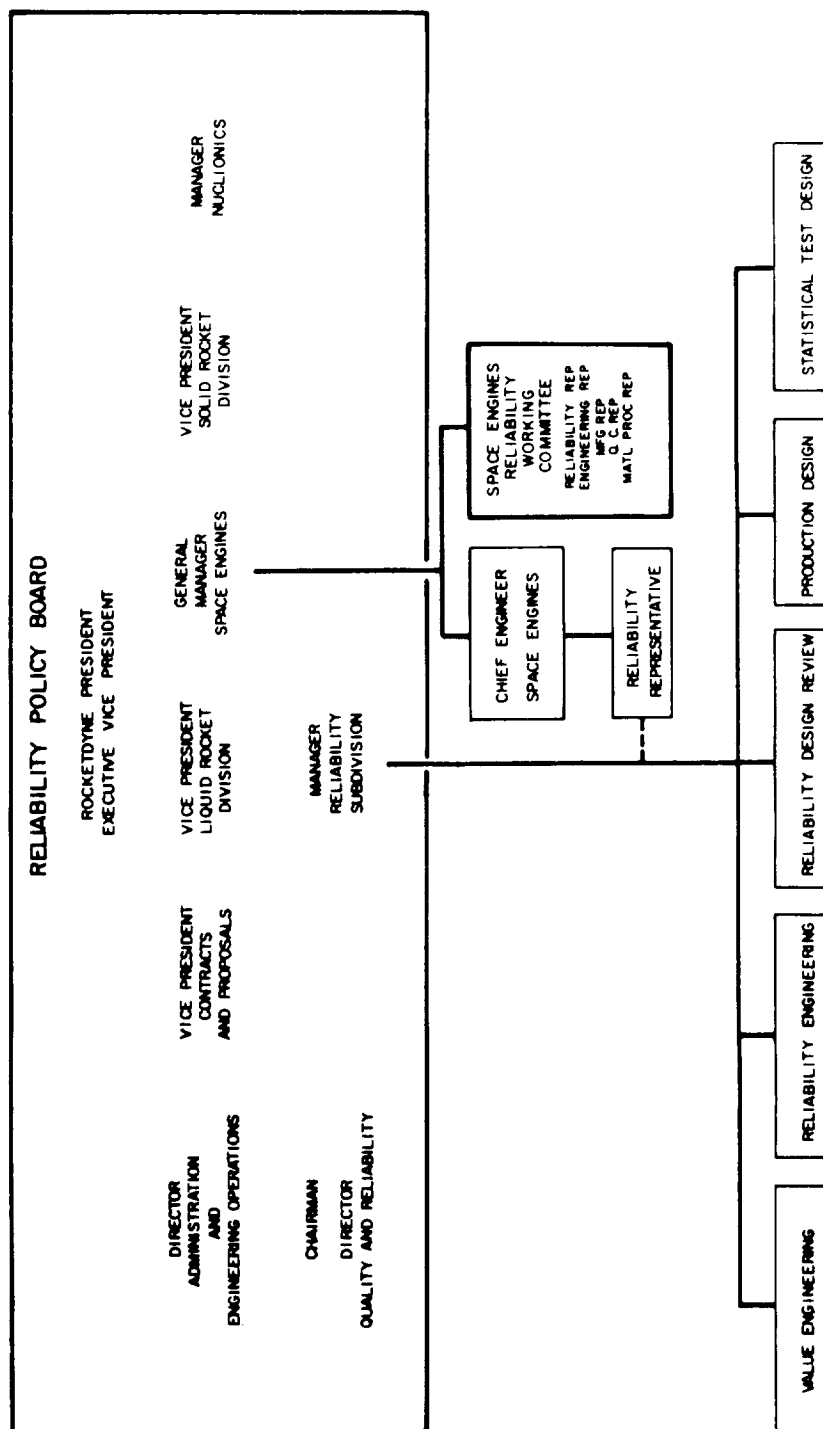 RELIABILITY POLICY BOARD
ROCKETDYNE PRESIDENT
EXECUTIVE VICE PRESIDENT
DIRECTOR
ADMINISTRATION
AND
ENGINEERING OPERATIONS
VICE PRESIDENT
CONTRACTS
AND PROPOSALS
VICE PRESIDENT
LIQUID ROCKET
DIVISION
GENERAL
MANAGER
SPACE ENGINES
VICE PRESIDENT
SOLID ROCKET
DIVISION
MANAGER
NUCLIONICS
CHAIRMAN
DIRECTOR
QUALITY AND RELIABILITY
MANAGER
RELIABILITY
SUBDIVISION
CHIEF ENGINEER
SPACE ENGINES
SPACE ENGINES
RELIABILITY
WORKING
COMMITTEE
RELIABILITY REP
ENGINEERING REP
MFG REP
Q. C. REP
MATL PROC REP
RELIABILITY
REPRESENTATIVE
VALUE ENGINEERING
RELIABILITY ENGINEERING
RELIABILITY DESIGN REVIEW
PRODUCTION DESIGN
STATISTICAL TEST DESIGN